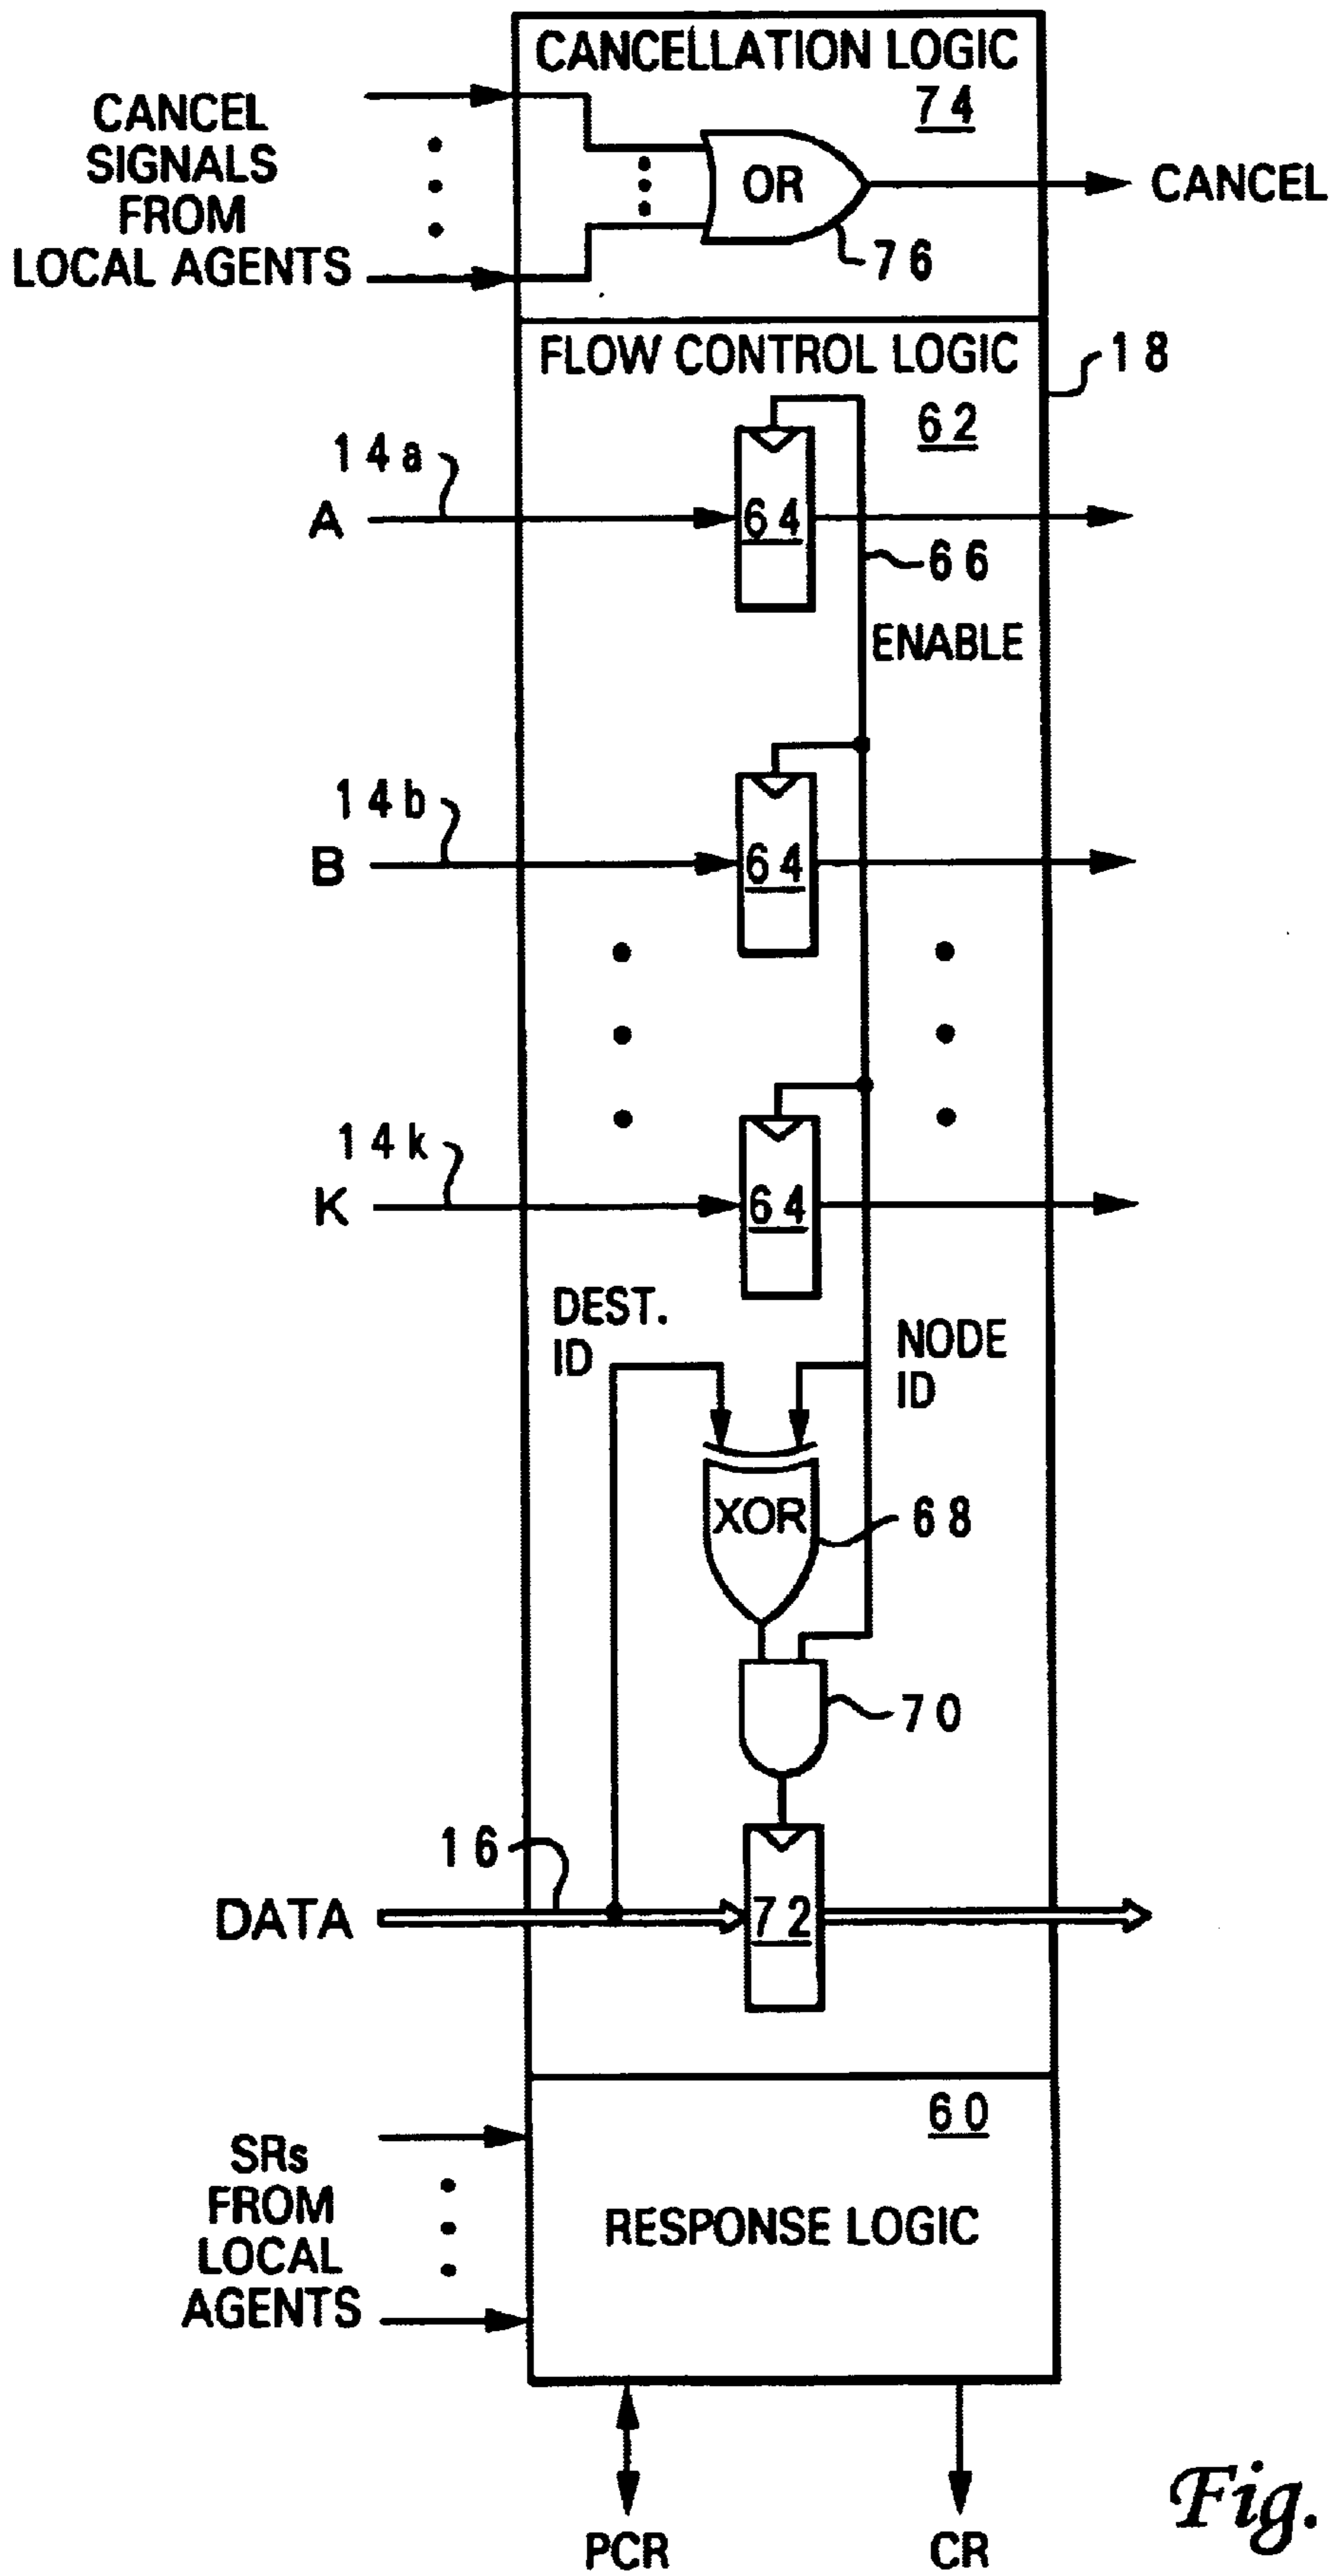 CANCELLATION LOGIC
74
CANCEL
SIGNALS
FROM
LOCAL AGENTS
OR
CANCEL
76
FLOW CONTROL LOGIC
18
62
14a
A
64
66
ENABLE
14b
B
64
14k
K
64
DEST.
ID
NODE
ID
XOR
68
70
16
DATA
72
60
SRs
FROM
LOCAL
AGENTS
RESPONSE LOGIC
PCR
CR
Fig.